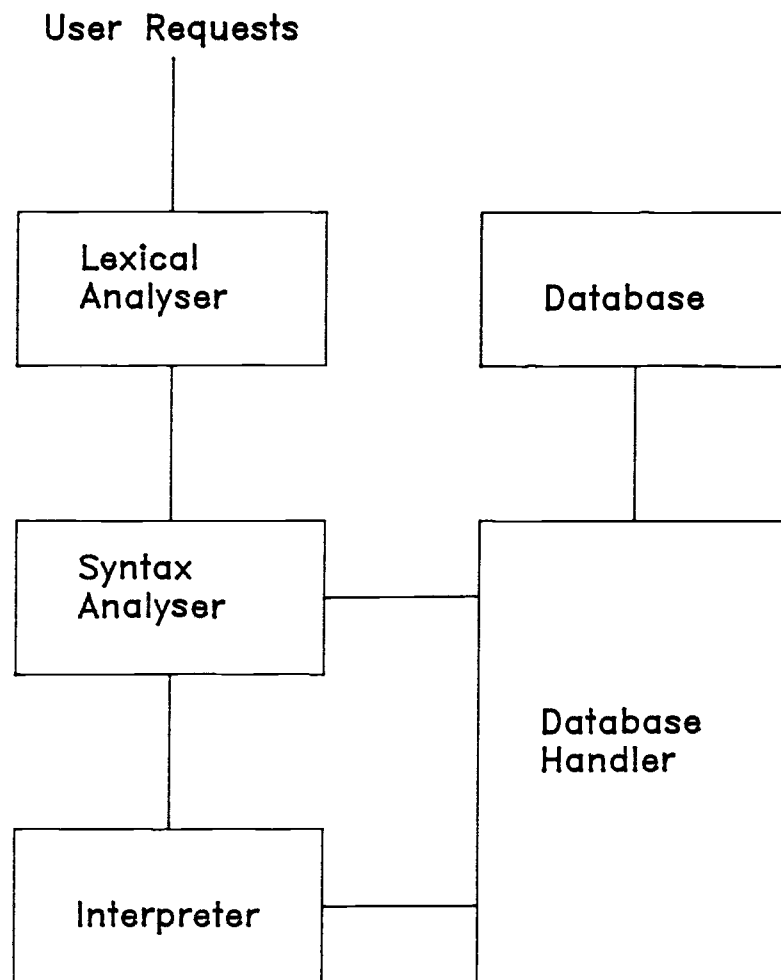 User Requests
Lexical
Analyser
Database
Syntax
Analyser
Database
Handler
Interpreter